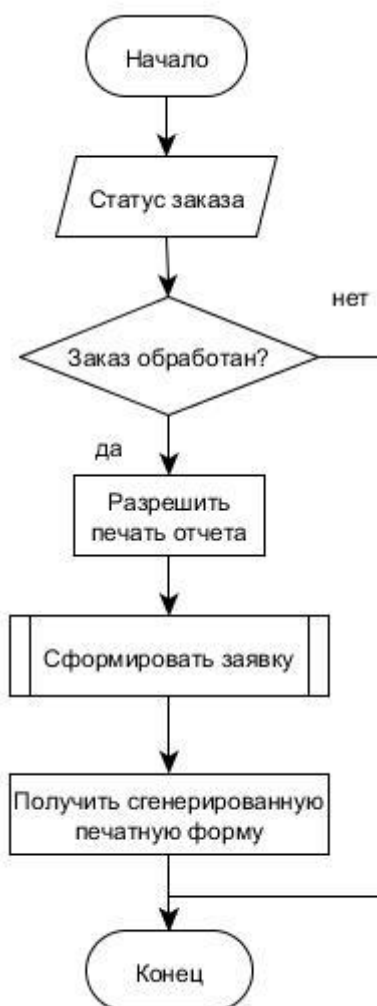 Начало
Статус заказа
нет
Заказ обработан?
да
Разрешить
печать отчета
Сформировать заявку
Получить сгенерированную
печатную форму
Конец